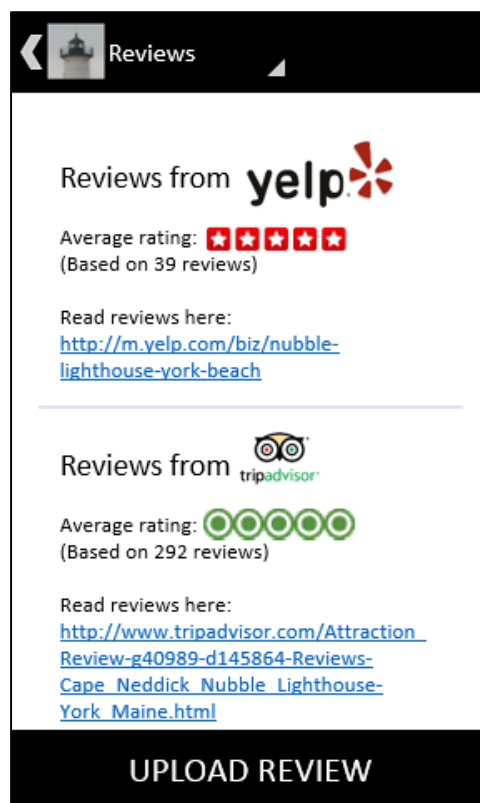 Reviews
Reviews from yelp
Average rating:
(Based on 39 reviews)
Read reviews here:
http://m.yelp.com/biz/nubble-
lighthouse-york-beach
Reviews from tripadvisor
Average rating:
(Based on 292 reviews)
Read reviews here:
http://www.tripadvisor.com/Attraction_
Review-g40989-d145864-Reviews-
Cape_Neddick_Nubble_Lighthouse-
York_Maine.html
UPLOAD REVIEW